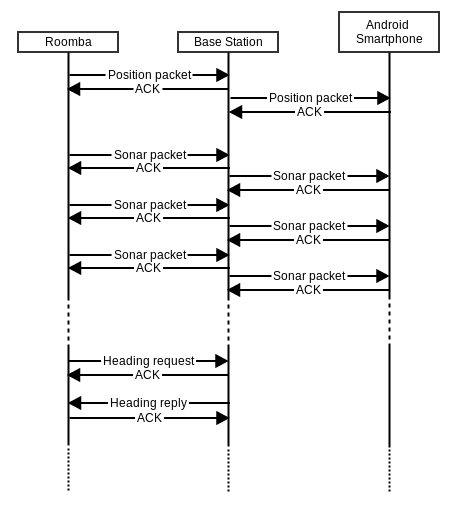 Roomba
Base Station
Android
Smartphone
Position packet
ACK
Position packet
ACK
Sonar packet
ACK
Sonar packet
ACK
Sonar packet
ACK
Sonar packet
ACK
Sonar packet
ACK
Sonar packet
ACK
Heading request
ACK
Heading reply
ACK